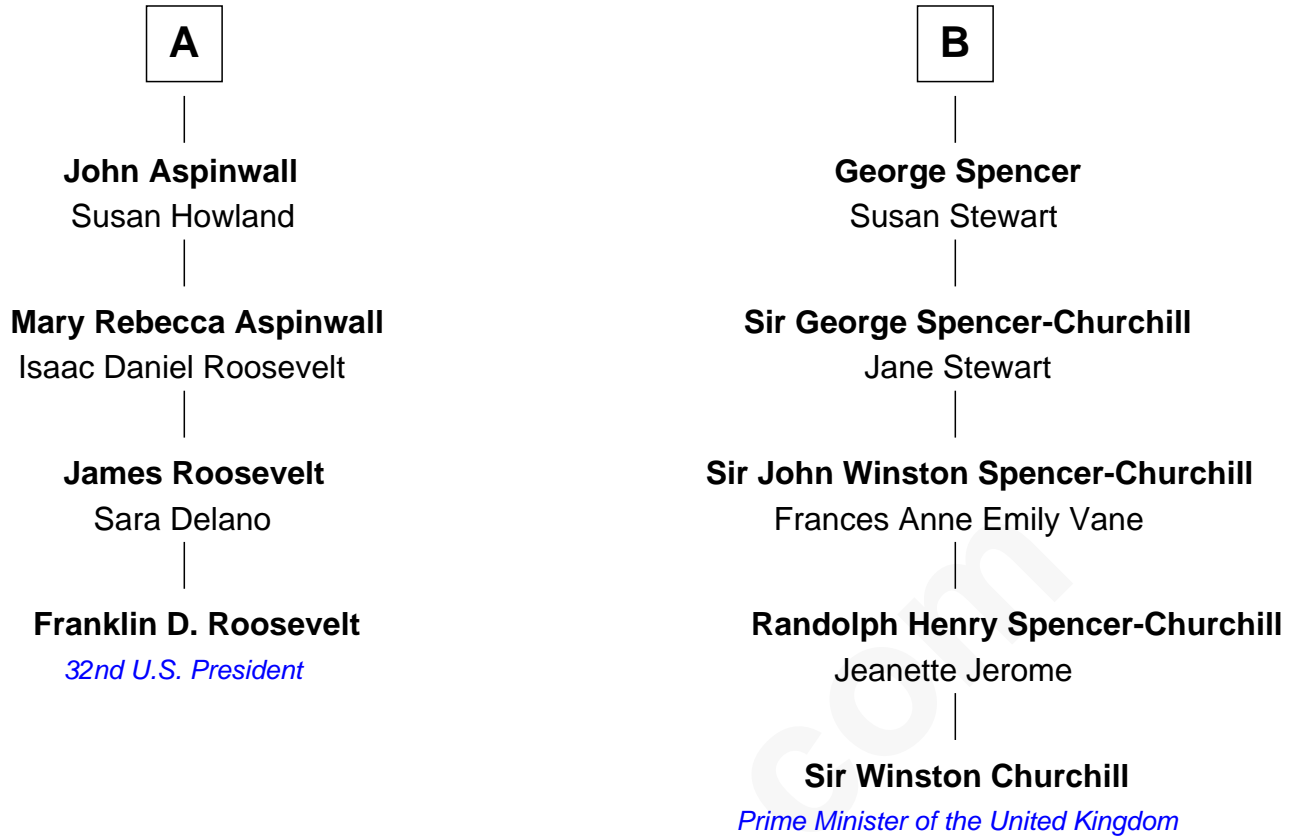 A
John Aspinwall
Susan Howland
Mary Rebecca Aspinwall
Isaac Daniel Roosevelt
James Roosevelt
Sara Delano
Franklin D. Roosevelt
32nd U.S. President
B
George Spencer
Susan Stewart
Sir George Spencer-Churchill
Jane Stewart
Sir John Winston Spencer-Churchill
Frances Anne Emily Vane
Randolph Henry Spencer-Churchill
Jeanette Jerome
Sir Winston Churchill
Prime Minister of the United Kingdom
com